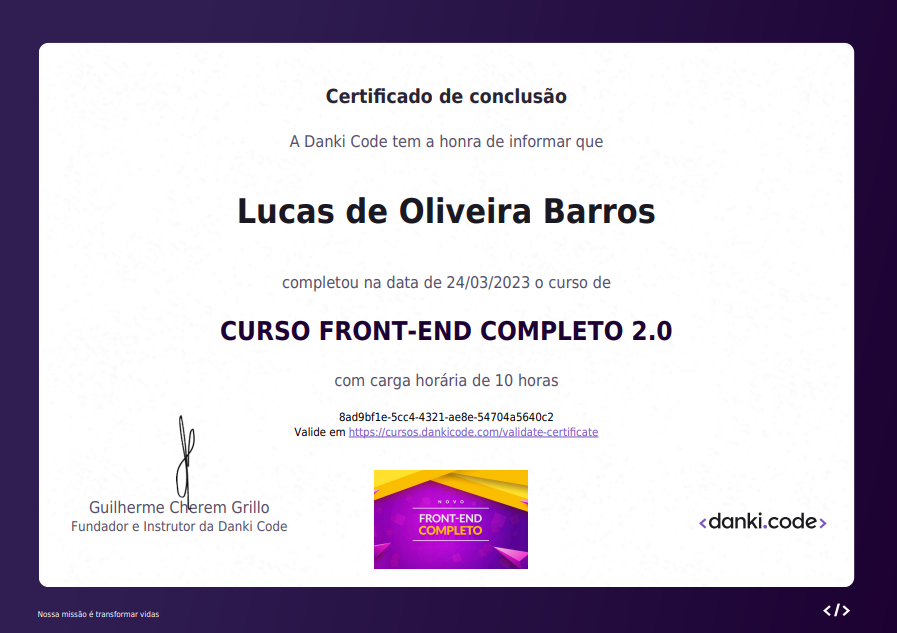 Certificado de conclusão
A Danki Code tem a honra de informar que
Lucas de Oliveira Barros
completou na data de 24/03/2023 o curso de
CURSO FRONT-END COMPLETO 2.0
com carga horária de 10 horas
8ad9bf1e-5cc4-4321-ae8e-54704a5640c2
Valide em https://cursos.dankicode.com/validate-certificate
Guilherme Cherem Grillo
Fundador e Instrutor da Danki Code
NOVO
FRONT-END
COMPLETO
<danki.code>
Nossa missão é transformar vidas
</>